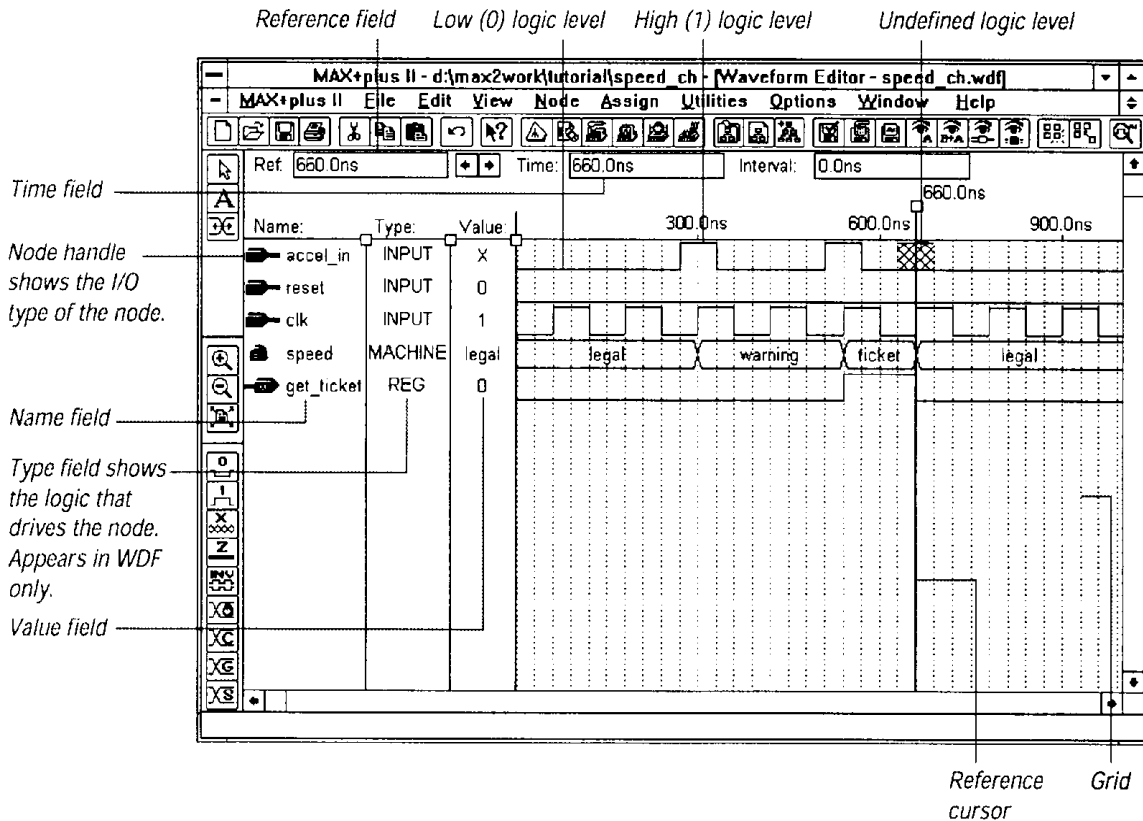 Reference field Low (0) logic level High (1) logic level Undefined logic level
MAX+plus II - d:\max2work\tutorial\speed_ch - [Waveform Editor - speed_ch.wdf]
MAX+plus II File Edit View Node Assign Utilities Options Window Help
Ref: 660.0ns Time: 660.0ns Interval: 0.0ns
660.0ns
Name: Type: Value: 300.0ns 600.0ns 900.0ns
accel_in INPUT X
reset INPUT 0
clk INPUT 1
speed MACHINE legal legal warning ticket legal
get_ticket REG 0
Time field
Node handle
shows the I/O
type of the node.
Name field
Type field shows
the logic that
drives the node.
Appears in WDF
only.
Value field
A
0
1
X
Z
INV
C
G
S
Reference
cursor
Grid